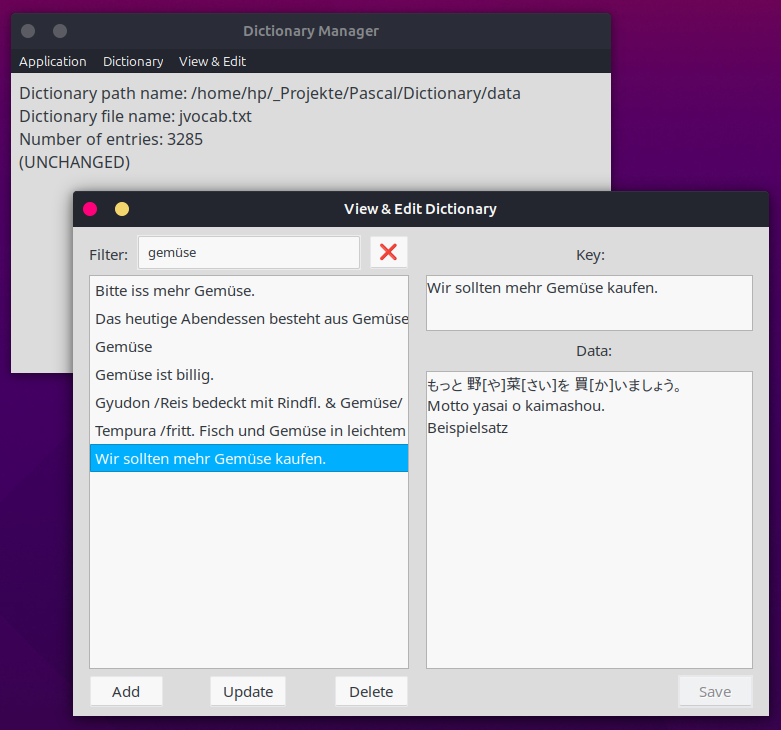 Dictionary Manager
Application Dictionary View & Edit
Dictionary path name: /home/hp/_Projekte/Pascal/Dictionary/data
Dictionary file name: jvocab.txt
Number of entries: 3285
(UNCHANGED)
View & Edit Dictionary
Filter: gemüse
Bitte iss mehr Gemüse.
Das heutige Abendessen besteht aus Gemüse
Gemüse
Gemüse ist billig.
Gyudon /Reis bedeckt mit Rindfl. & Gemüse/
Tempura /fritt. Fisch und Gemüse in leichtem
Wir sollten mehr Gemüse kaufen.
Add Update Delete
Key:
Wir sollten mehr Gemüse kaufen.
Data:
もっと 野[や]菜[さい]を 買[か]いましょう。
Motto yasai o kaimashou.
Beispielsatz
Save